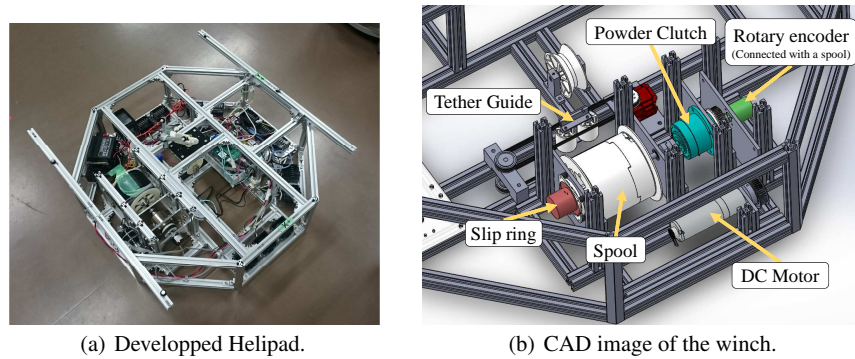 Powder Clutch
Rotary encoder
(Connected with a spool)
Tether Guide
Slip ring
Spool
DC Motor
(a) Developped Helipad.
(b) CAD image of the winch.